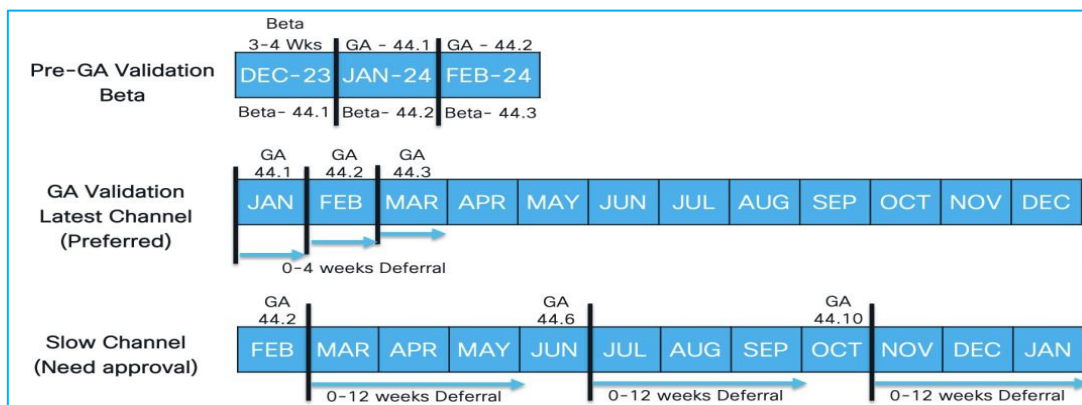 Beta
3-4 Wks GA - 44.1 GA - 44.2
Pre-GA Validation
Beta
DEC-23 JAN-24 FEB-24
Beta- 44.1 Beta- 44.2 Beta- 44.3
GA GA GA
44.1 44.2 44.3
GA Validation
Latest Channel
(Preferred)
JAN FEB MAR APR MAY JUN JUL AUG SEP OCT NOV DEC
0-4 weeks Deferral
GA GA GA
44.2 44.6 44.10
Slow Channel
(Need approval)
FEB MAR APR MAY JUN JUL AUG SEP OCT NOV DEC JAN
0-12 weeks Deferral 0-12 weeks Deferral 0-12 weeks Deferral